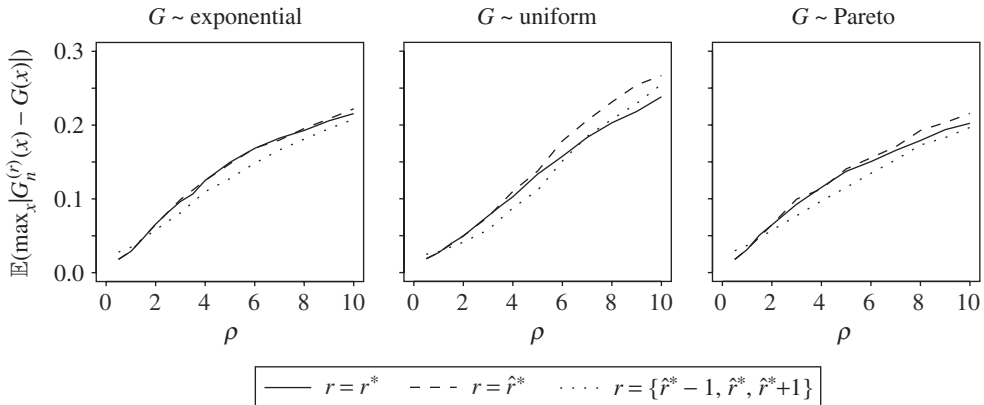 G ~ exponential G ~ uniform G ~ Pareto
𝔼(max_x|G_n^{(r)}(x) − G(x)|)
0.3
0.2
0.1
0.0
0 2 4 6 8 10 0 2 4 6 8 10 0 2 4 6 8 10
ρ ρ ρ
r = r* r = r̂* r = {r̂* − 1, r̂*, r̂*+1}